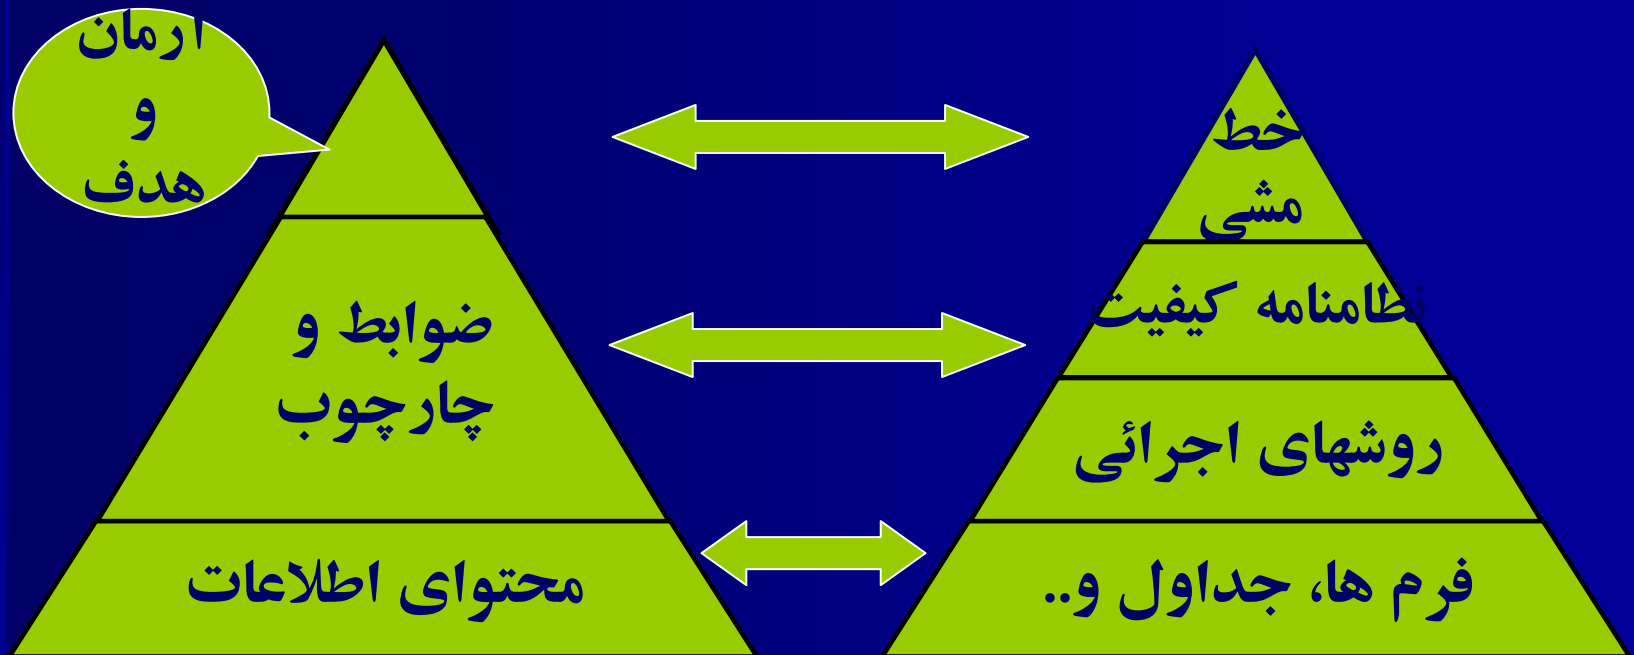 آرمان
و
هدف
ضوابط و
چارچوب
محتوای اطلاعات
خط
مشی
نظامنامه کیفیت
روشهای اجرائی
فرم ها، جداول و..